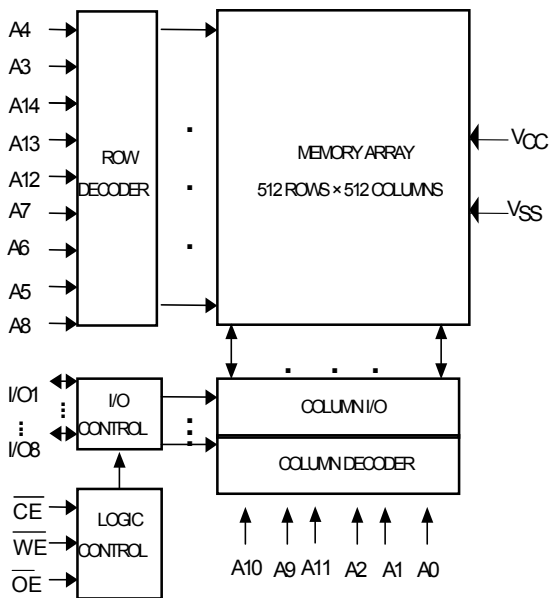 A4
A3
A14
A13
A12
A7
A6
A5
A8
ROW
DECODER
MEMORY ARRAY
512 ROWS × 512 COLUMNS
VCC
VSS
I/O1
I/O8
I/O
CONTROL
COLUMN I/O
COLUMN DECODER
CE
WE
OE
LOGIC
CONTROL
A10 A9 A11 A2 A1 A0